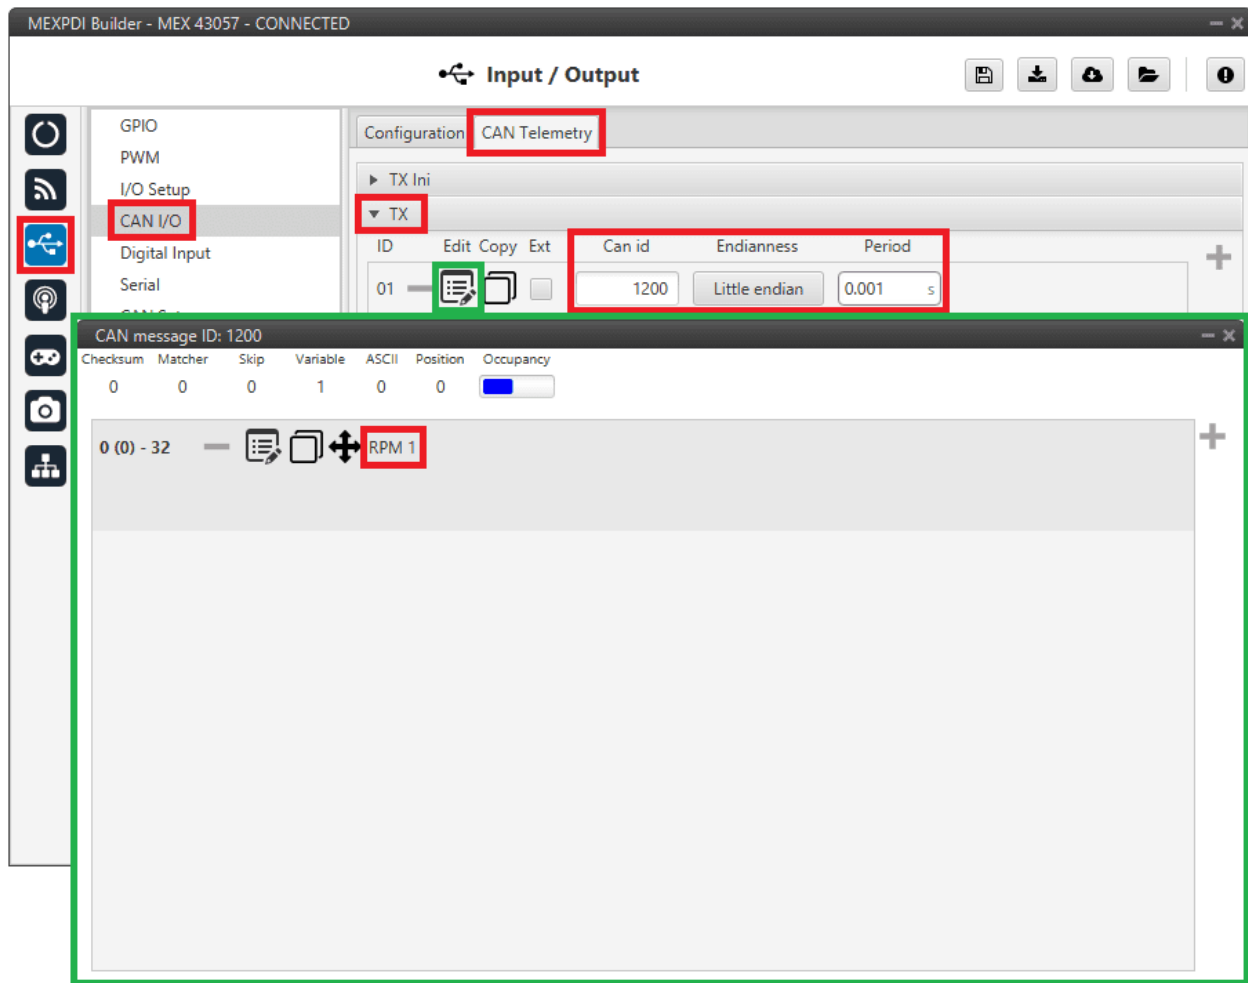 MEXPDI Builder - MEX 43057 - CONNECTED
Input / Output
GPIO
PWM
I/O Setup
CAN I/O
Digital Input
Serial
Configuration CAN Telemetry
TX Ini
TX
ID Edit Copy Ext Can id Endianness Period
01 1200 Little endian 0.001 s
CAN message ID: 1200
Checksum Matcher Skip Variable ASCII Position Occupancy
0 0 0 1 0 0
0 (0) - 32 RPM 1